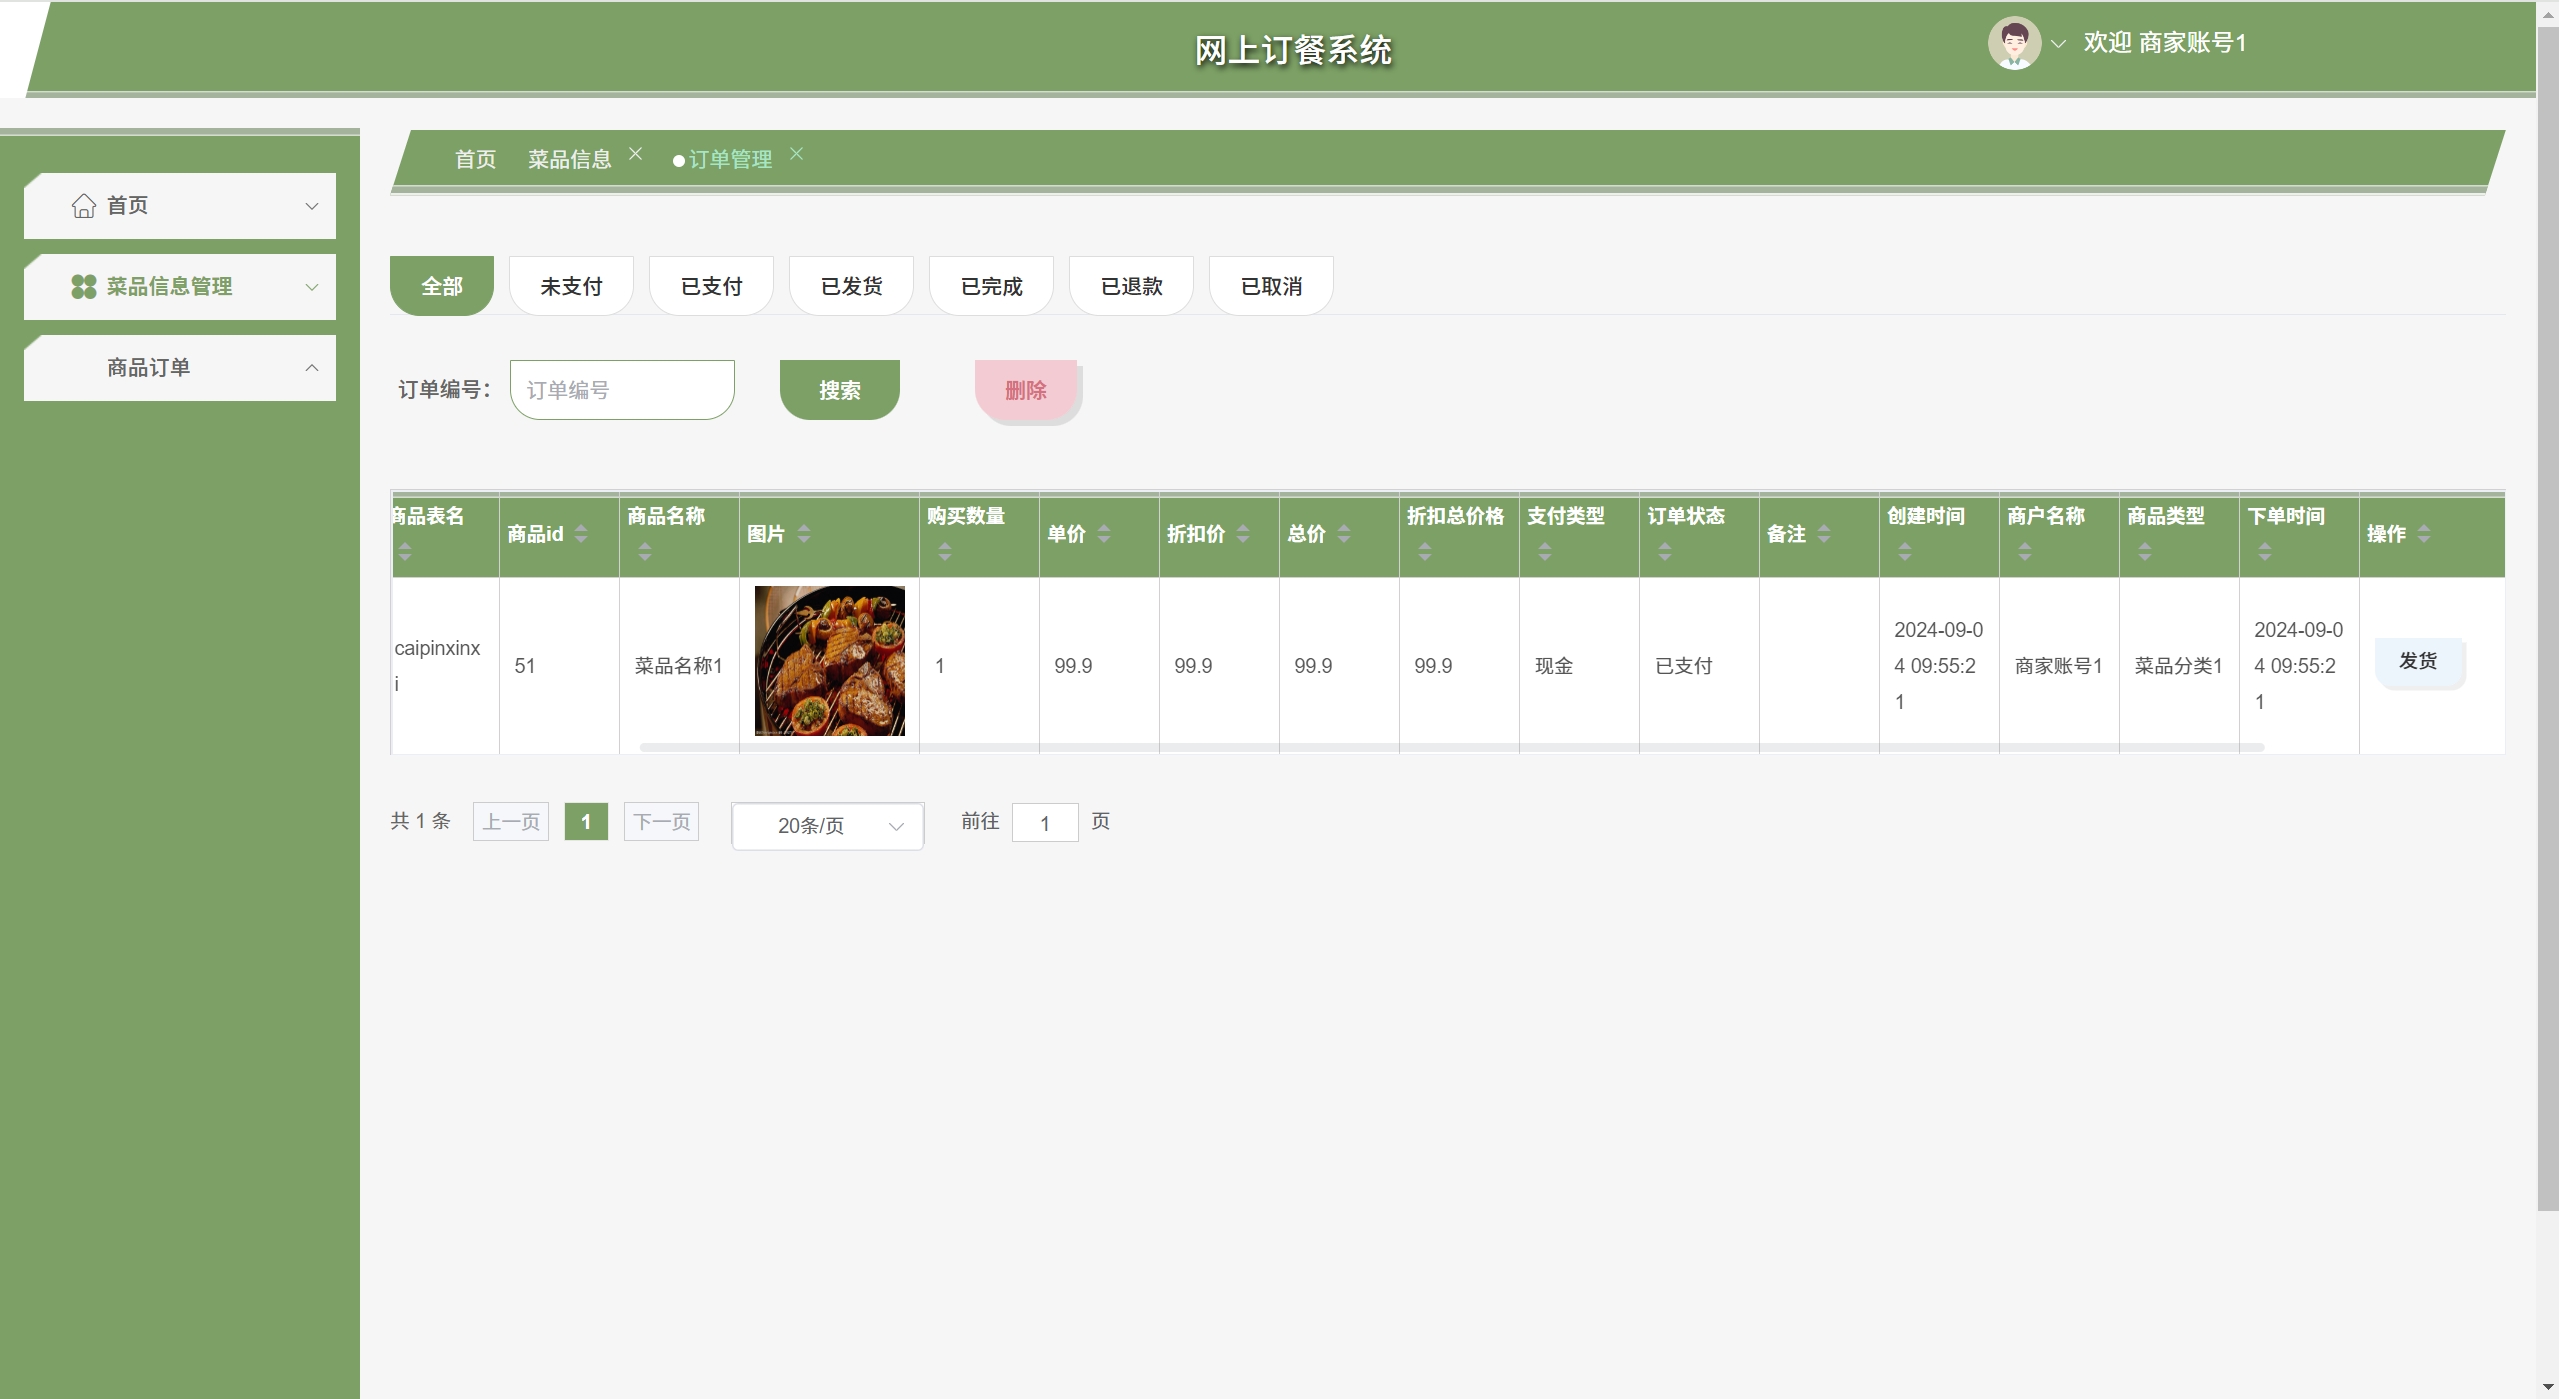 网上订餐系统
欢迎 商家账号1
首页
菜品信息
订单管理
首页
菜品信息管理
商品订单
全部
未支付
已支付
已发货
已完成
已退款
已取消
订单编号：
订单编号
搜索
删除
商品表名
商品id
商品名称
图片
购买数量
单价
折扣价
总价
折扣总价格
支付类型
订单状态
备注
创建时间
商户名称
商品类型
下单时间
操作
caipinxinx
i
51
菜品名称1
1
99.9
99.9
99.9
99.9
现金
已支付
2024-09-0
4 09:55:2
1
商家账号1
菜品分类1
2024-09-0
4 09:55:2
1
发货
共 1 条
上一页
1
下一页
20条/页
前往
1
页